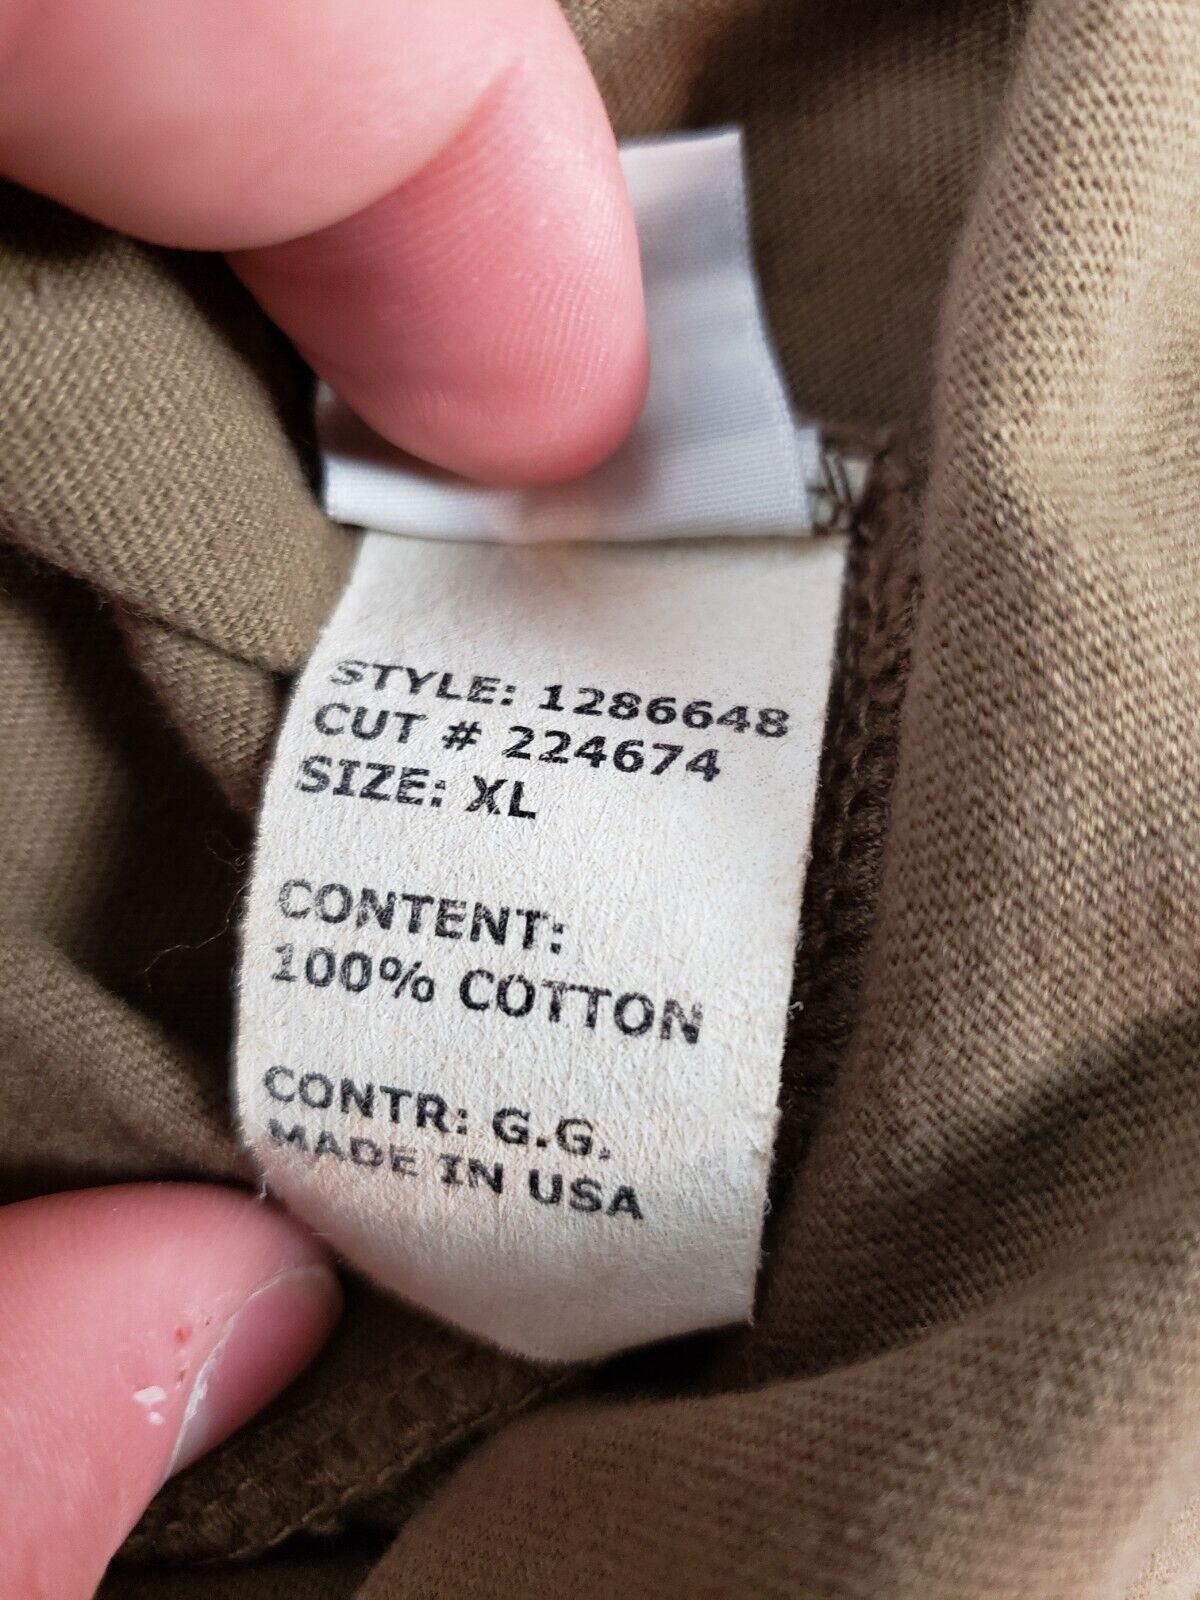 STYLE: 1286648
CUT # 224674
SIZE: XL
CONTENT:
100% COTTON
CONTR: G.G.
MADE IN USA